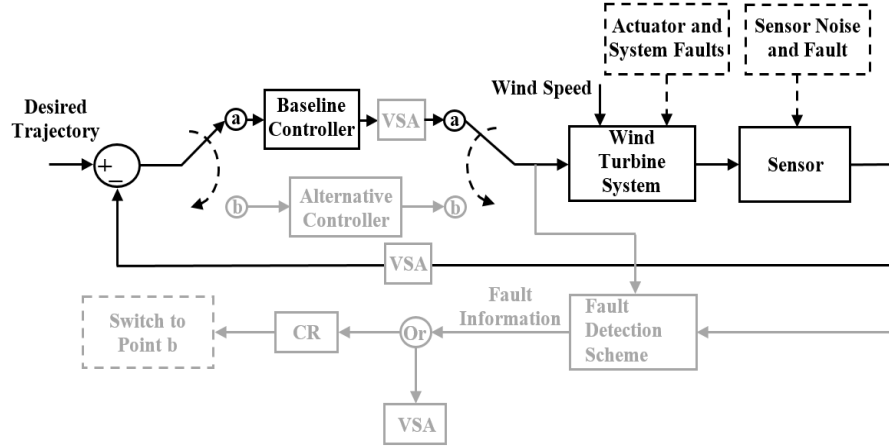 Actuator and
System Faults
Sensor Noise
and Fault
Wind Speed
Desired
Trajectory
a
Baseline
Controller
VSA
a
+
−
Wind
Turbine
System
Sensor
b
Alternative
Controller
b
VSA
Switch to
Point b
CR
Or
Fault
Information
Fault
Detection
Scheme
VSA